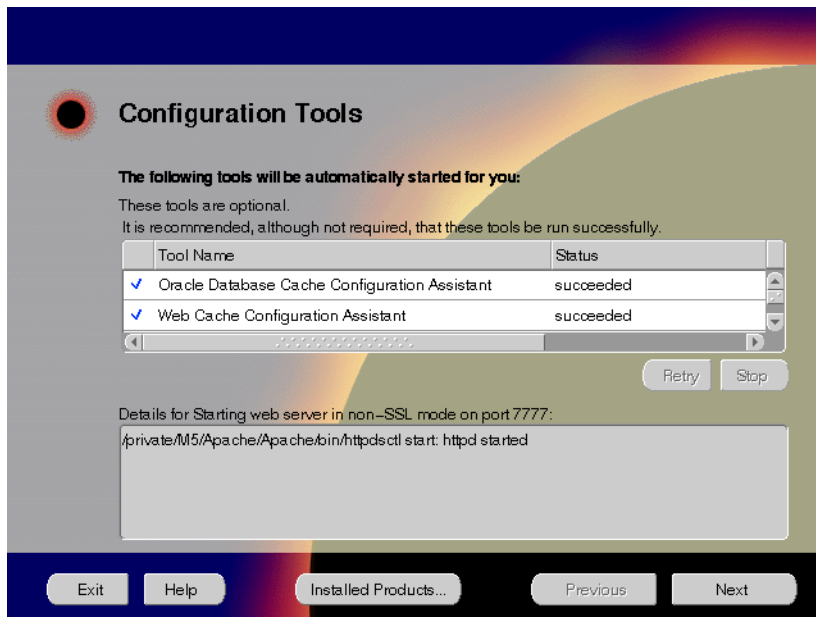 Configuration Tools
The following tools will be automatically started for you:
These tools are optional.
It is recommended, although not required, that these tools be run successfully.
Tool Name Status
Oracle Database Cache Configuration Assistant succeeded
Web Cache Configuration Assistant succeeded
Retry Stop
Details for Starting web server in non-SSL mode on port 7777:
/private/M5/Apache/Apache/bin/httpdsctl start: httpd started
Exit Help Installed Products... Previous Next